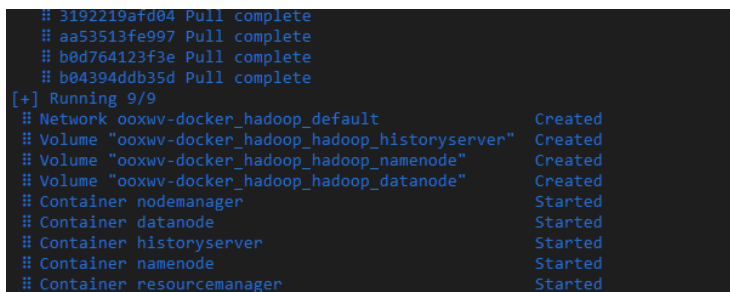 ⠿ 3192219afd04 Pull complete
⠿ aa53513fe997 Pull complete
⠿ b0d764123f3e Pull complete
⠿ b04394ddb35d Pull complete
[+] Running 9/9
⠿ Network ooxwv-docker_hadoop_default Created
⠿ Volume "ooxwv-docker_hadoop_hadoop_historyserver" Created
⠿ Volume "ooxwv-docker_hadoop_hadoop_namenode" Created
⠿ Volume "ooxwv-docker_hadoop_hadoop_datanode" Created
⠿ Container nodemanager Started
⠿ Container datanode Started
⠿ Container historyserver Started
⠿ Container namenode Started
⠿ Container resourcemanager Started